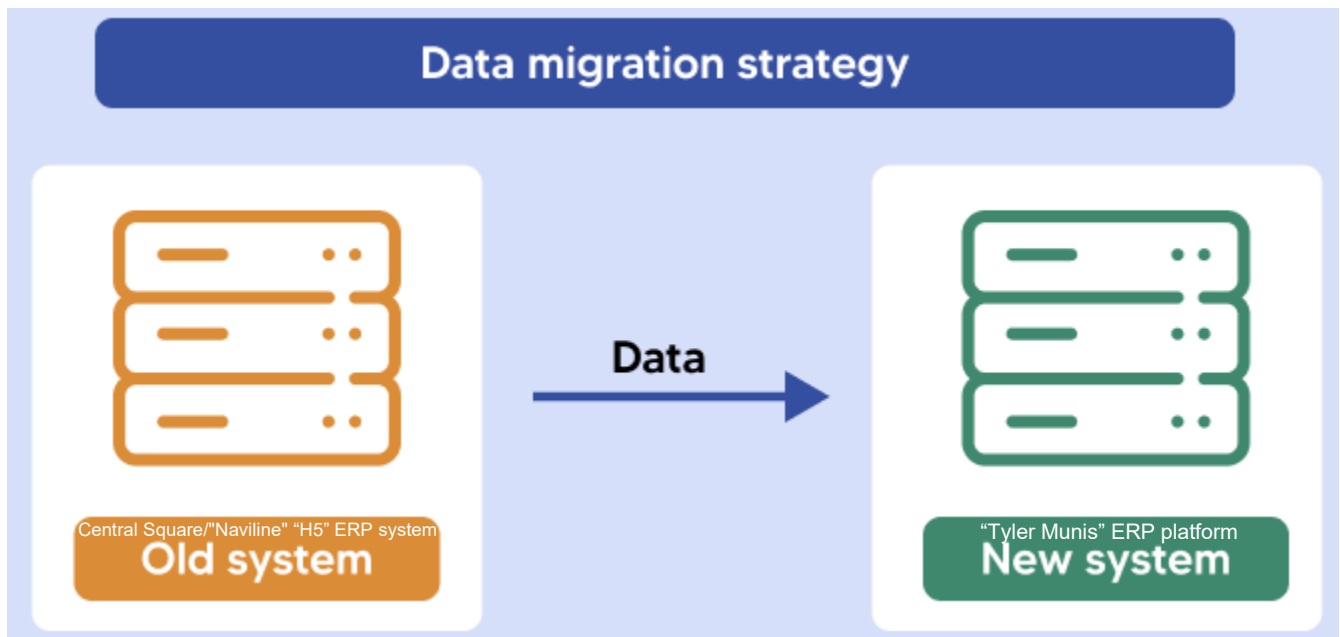 Data migration strategy
Data
Central Square/"Naviline" “H5” ERP system
Old system
“Tyler Munis” ERP platform
New system